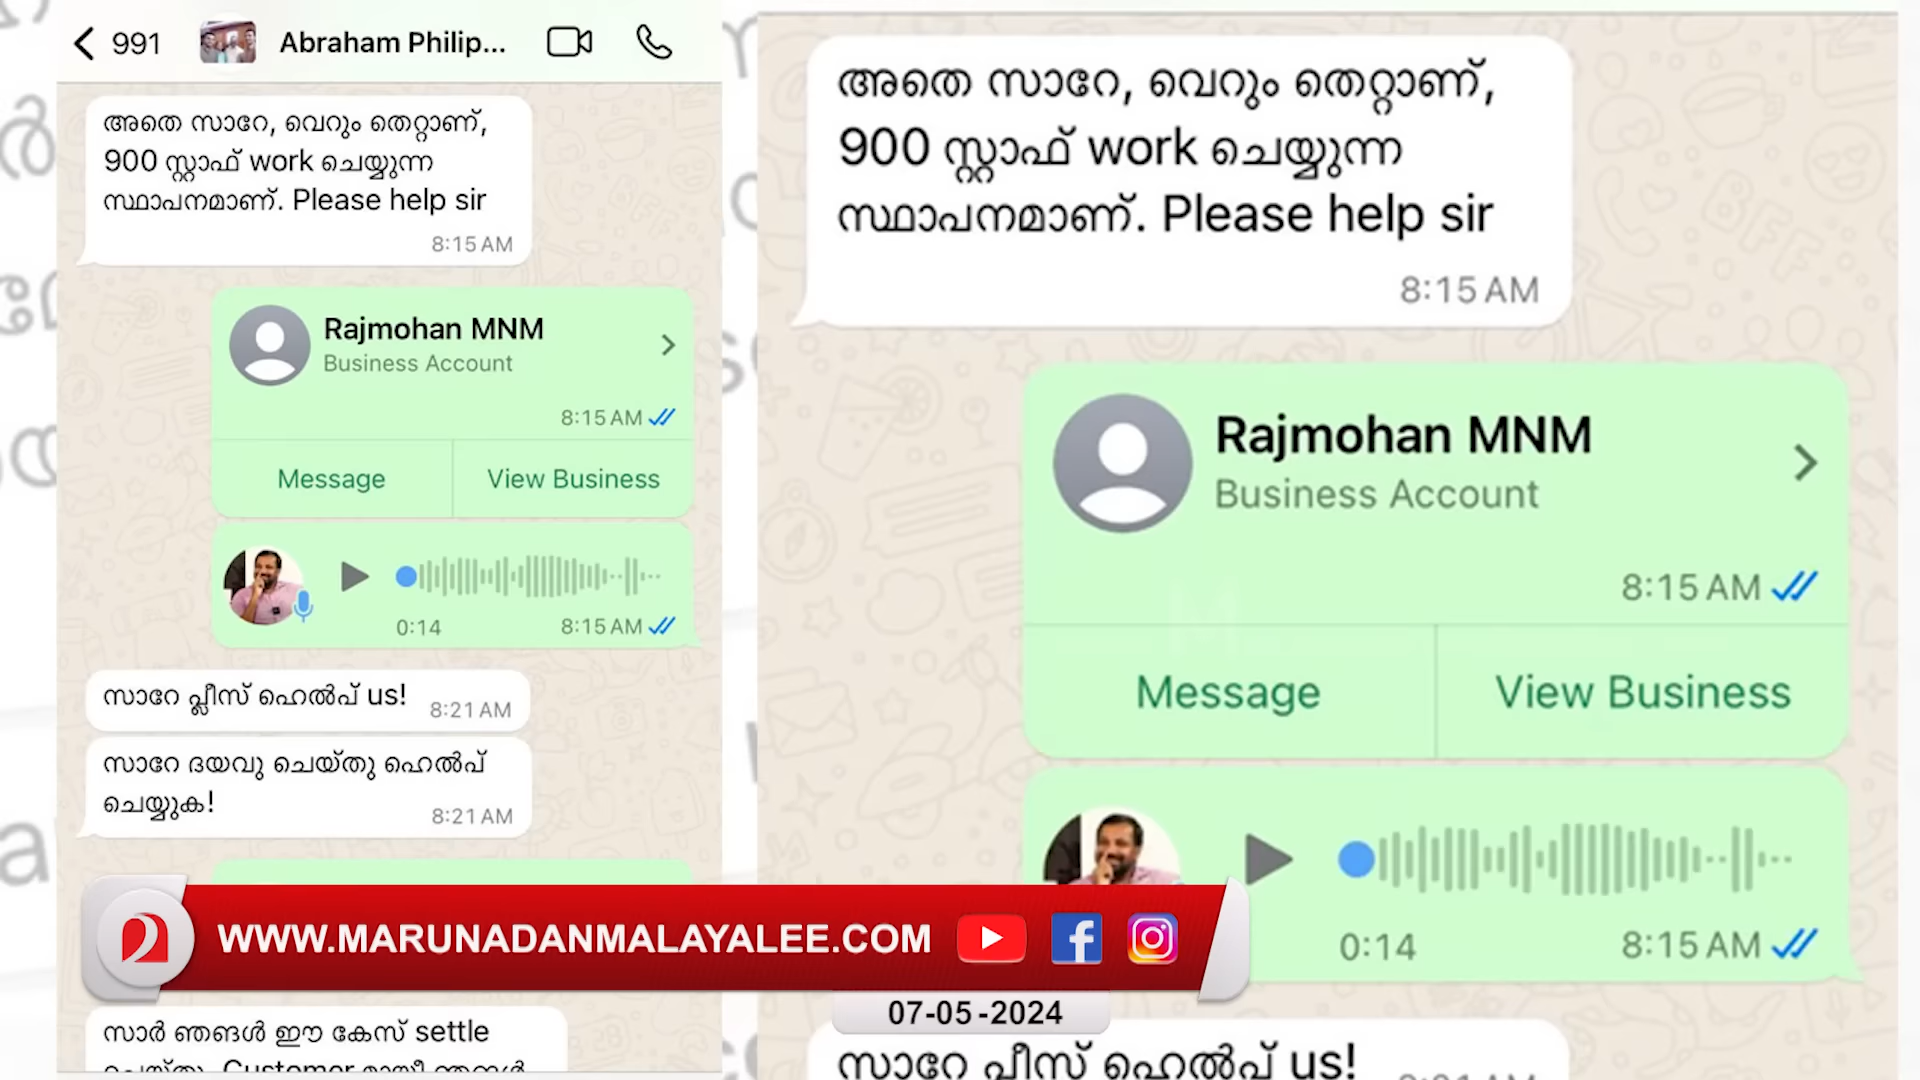 991
Abraham Philip...
അതെ സാറേ, വെറും തെറ്റാണ്,
900 സ്റ്റാഫ് work ചെയ്യുന്ന
സ്ഥാപനമാണ്. Please help sir
8:15 AM
Rajmohan MNM
Business Account
8:15 AM
Message
View Business
0:14
8:15 AM
സാറേ പ്ലീസ് ഹെൽപ് us!
8:21 AM
സാറേ ദയവു ചെയ്തു ഹെൽപ്
ചെയ്യുക!
8:21 AM
സാർ ഞങ്ങൾ ഈ കേസ് settle
അതെ സാറേ, വെറും തെറ്റാണ്,
900 സ്റ്റാഫ് work ചെയ്യുന്ന
സ്ഥാപനമാണ്. Please help sir
8:15 AM
Rajmohan MNM
Business Account
8:15 AM
Message
View Business
0:14
8:15 AM
സാറേ പ്ലീസ് ഹെൽപ് us!
WWW.MARUNADANMALAYALEE.COM
07-05-2024